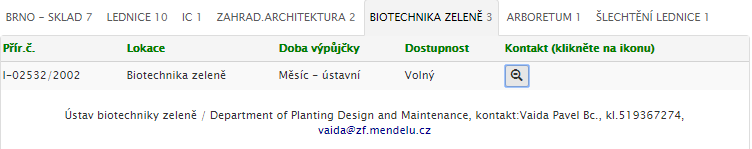 BRNO - SKLAD 7 LEDNICE 10 IC 1 ZAHRAD.ARCHITEKTURA 2 BIOTECHNIKA ZELENĚ 3 ARBORETUM 1 ŠLECHTĚNÍ LEDNICE 1
Přír.č. Lokace Doba výpůjčky Dostupnost Kontakt (klikněte na ikonu)
I-02532/2002 Biotechnika zeleně Měsíc - ústavní Volný
Ústav biotechniky zeleně / Department of Planting Design and Maintenance, kontakt:Vaida Pavel Bc., kl.519367274,
vaida@zf.mendelu.cz